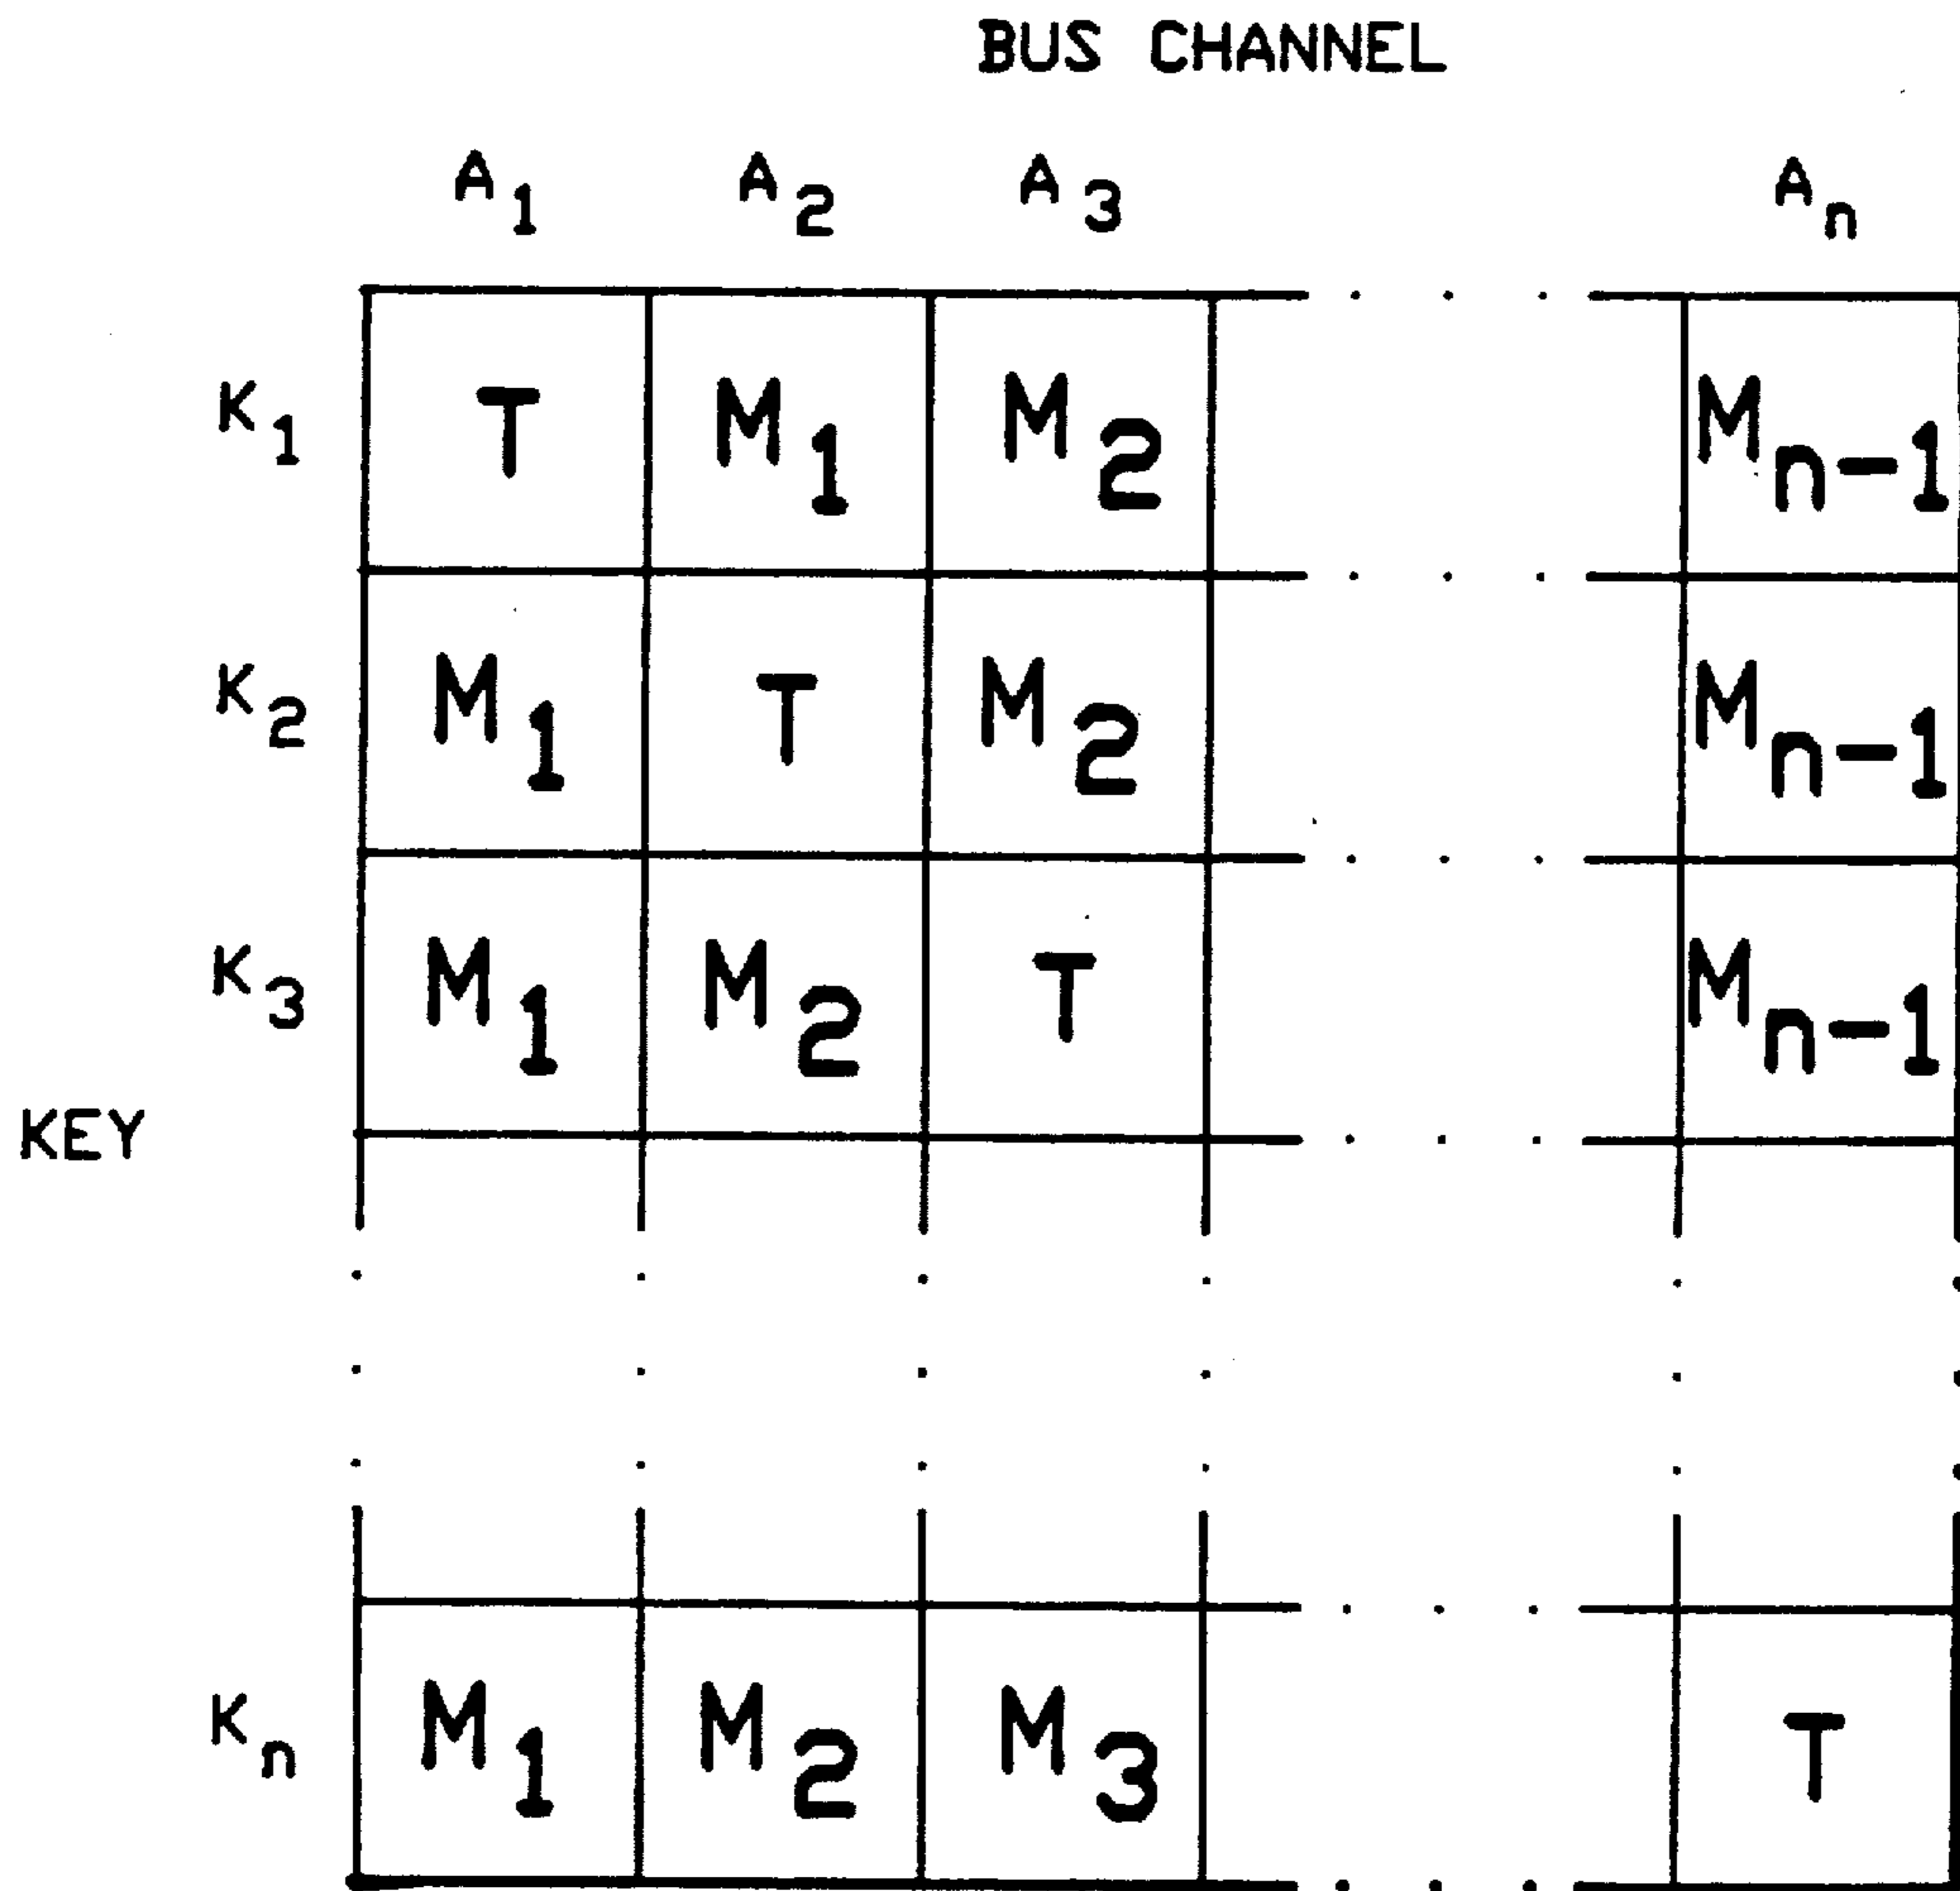 BUS CHANNEL
A1 A2 A3 An
K1 T M1 M2 Mn-1
K2 M1 T M2 Mn-1
K3 M1 M2 T Mn-1
KEY
Kn M1 M2 M3 T